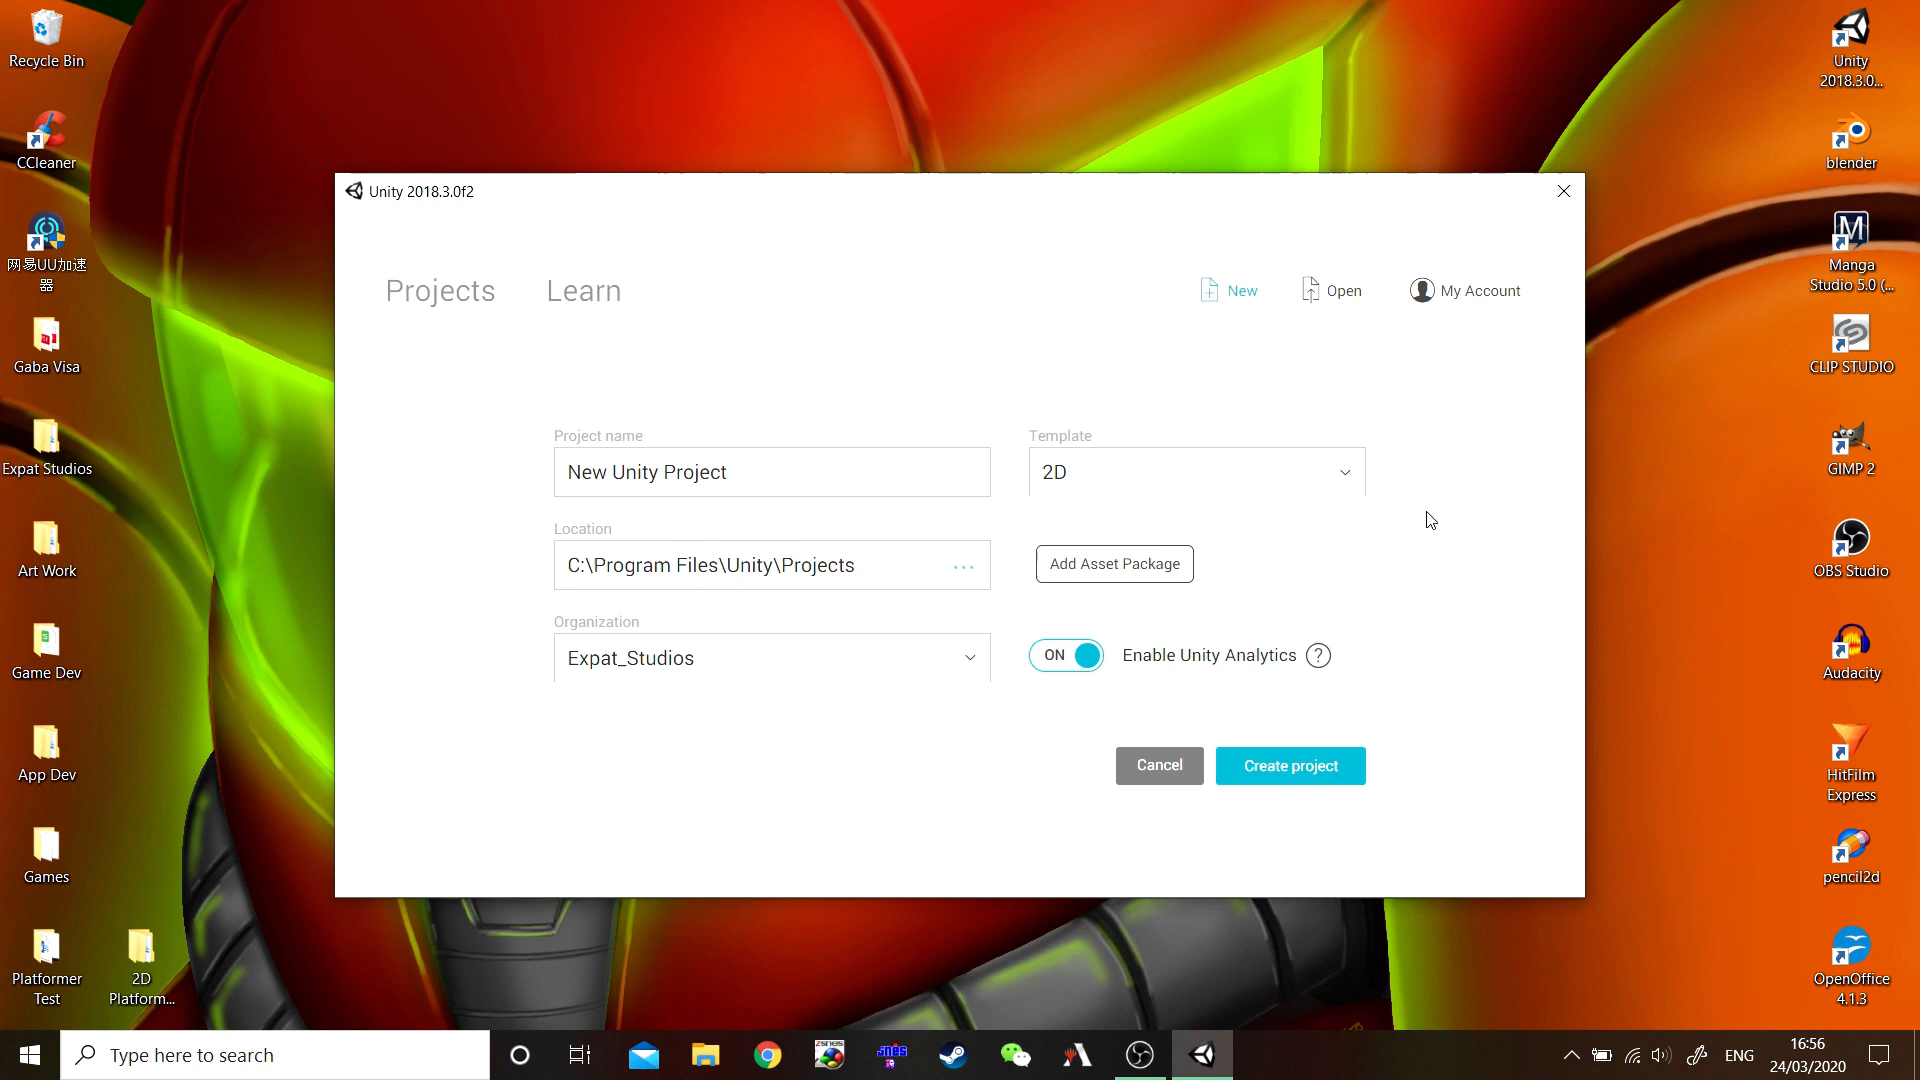 Recycle Bin
CCleaner
网易UU加速
器
Gaba Visa
Expat Studios
Art Work
Game Dev
App Dev
Games
Platformer
Test
2D
Platform...
Unity 2018.3.0f2
Projects
Learn
New
Open
My Account
Project name
New Unity Project
Template
2D
Location
C:\Program Files\Unity\Projects
...
Add Asset Package
Organization
Expat_Studios
ON
Enable Unity Analytics
?
Cancel
Create project
Unity
2018.3.0...
blender
M
Manga
Studio 5.0 (...
CLIP STUDIO
GIMP 2
OBS Studio
Audacity
HitFilm
Express
pencil2d
OpenOffice
4.1.3
Type here to search
ZSNES
jnes
ENG
16:56
24/03/2020